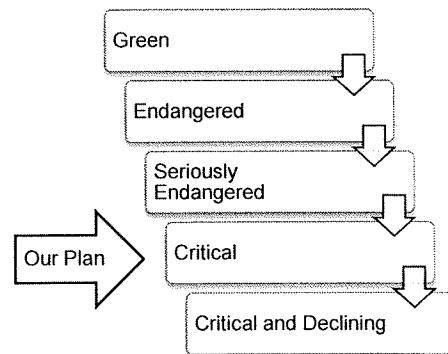 Green
Endangered
Seriously
Endangered
Our Plan
Critical
Critical and Declining